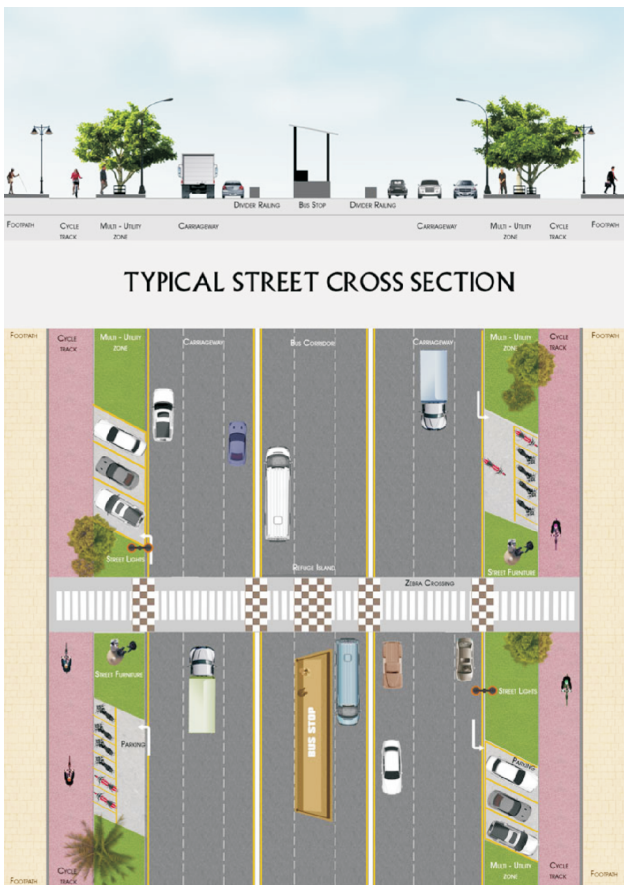 DIVIDER RAILING BUS STOP DIVIDER RAILING
FOOTPATH CYCLE TRACK MULTI - UTILITY ZONE CARRIAGEWAY CARRIAGEWAY MULTI - UTILITY ZONE CYCLE TRACK FOOTPATH
TYPICAL STREET CROSS SECTION
FOOTPATH CYCLE TRACK MULTI - UTILITY ZONE CARRIAGEWAY BUS CORRIDOR CARRIAGEWAY MULTI - UTILITY ZONE CYCLE TRACK FOOTPATH
STREET LIGHTS
REFUGE ISLAND
STREET FURNITURE
ZEBRA CROSSING
STREET FURNITURE
STREET LIGHTS
BUS STOP
PARKING
PARKING
CYCLE TRACK
MULTI - UTILITY ZONE
CYCLE TRACK
FOOTPATH
FOOTPATH